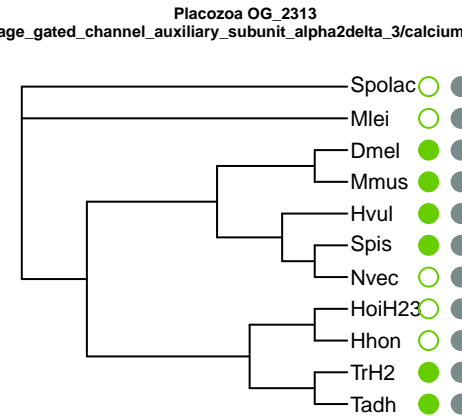 Placozoa OG_2313
age_gated_channel_auxiliary_subunit_alpha2delta_3/calcium
Spolac
Mlei
Dmel
Mmus
Hvul
Spis
Nvec
HoiH23
Hhon
TrH2
Tadh